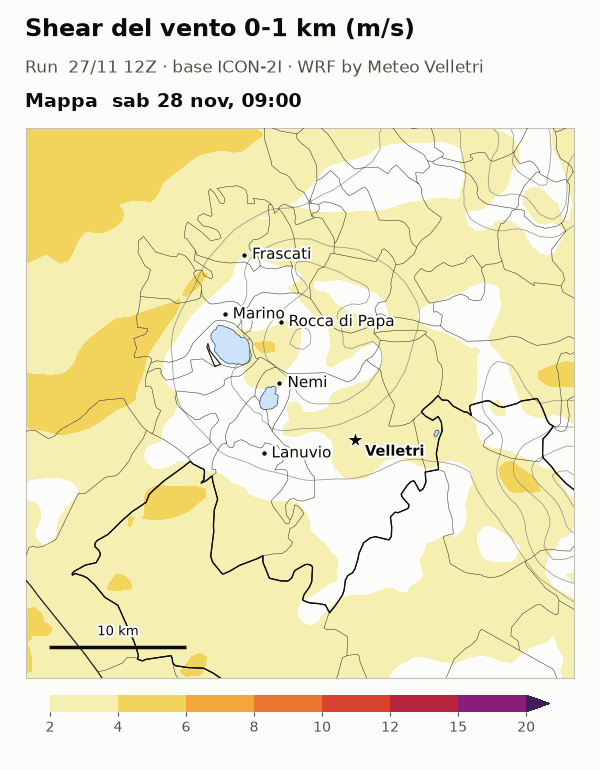 Shear del vento 0-1 km (m/s)
Run  27/11 12Z · base ICON-2I · WRF by Meteo Velletri
Mappa  sab 28 nov, 09:00
Frascati
Marino
Rocca di Papa
Nemi
Velletri
Lanuvio
10 km
2 4 6 8 10 12 15 20